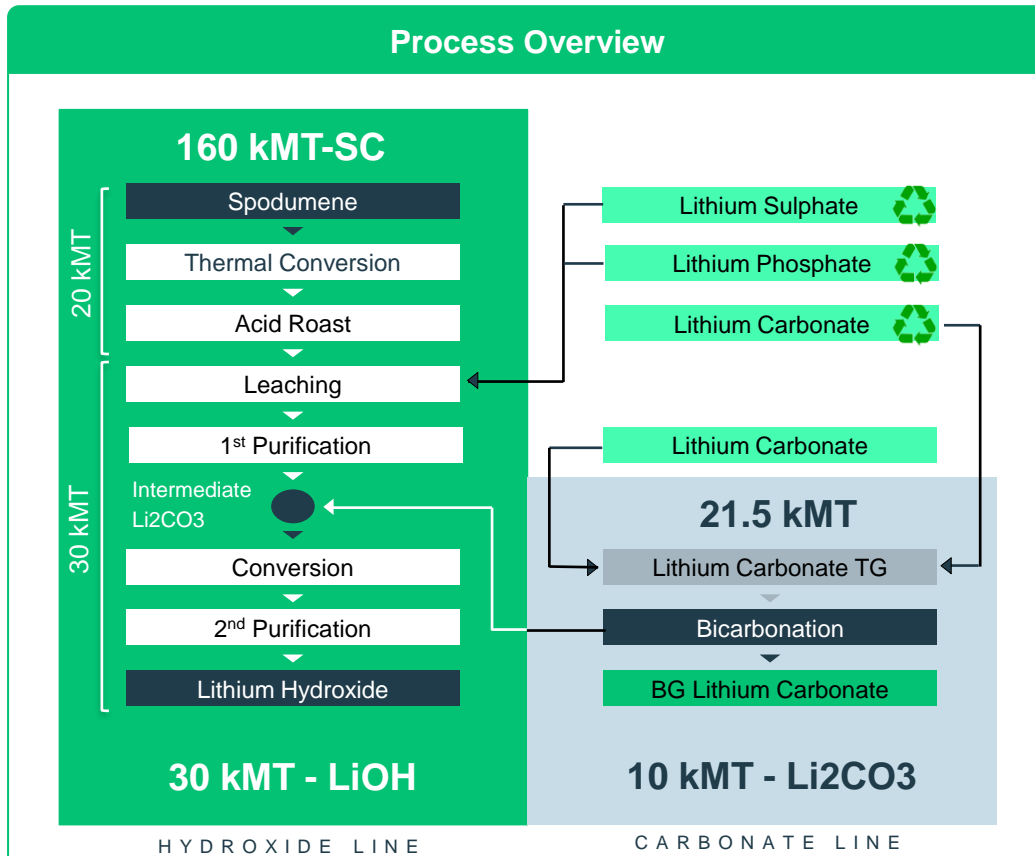 Process Overview
160 kMT-SC
20 kMT
Spodumene
Thermal Conversion
Acid Roast
30 kMT
Leaching
1st Purification
Intermediate
Li2CO3
Conversion
2nd Purification
Lithium Hydroxide
30 kMT - LiOH
HYDROXIDE LINE
Lithium Sulphate
Lithium Phosphate
Lithium Carbonate
Lithium Carbonate
21.5 kMT
Lithium Carbonate TG
Bicarbonation
BG Lithium Carbonate
10 kMT - Li2CO3
CARBONATE LINE